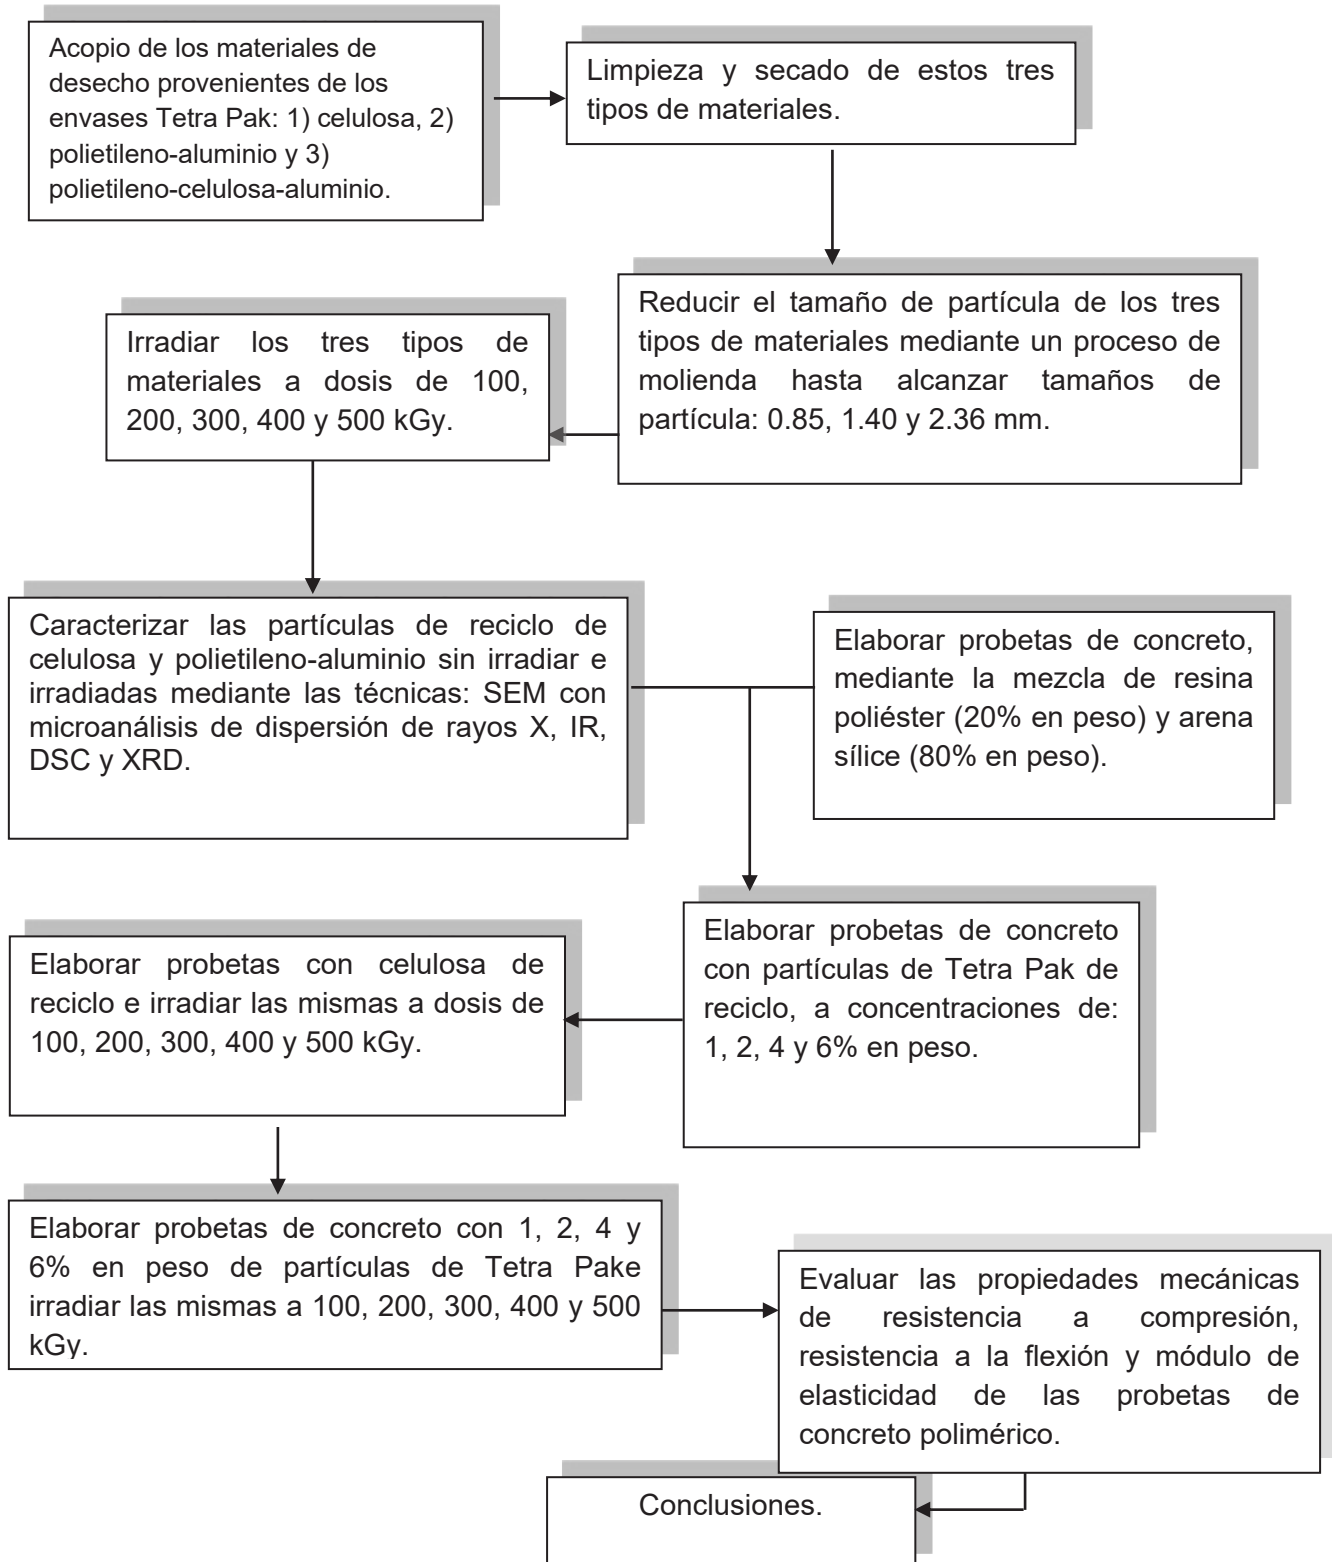 Acopio de los materiales de
desecho provenientes de los
envases Tetra Pak: 1) celulosa, 2)
polietileno-aluminio y 3)
polietileno-celulosa-aluminio.
Limpieza y secado de estos tres
tipos de materiales.
Reducir el tamaño de partícula de los tres
tipos de materiales mediante un proceso de
molienda hasta alcanzar tamaños de
partícula: 0.85, 1.40 y 2.36 mm.
Irradiar los tres tipos de
materiales a dosis de 100,
200, 300, 400 y 500 kGy.
Caracterizar las partículas de reciclo de
celulosa y polietileno-aluminio sin irradiar e
irradiadas mediante las técnicas: SEM con
microanálisis de dispersión de rayos X, IR,
DSC y XRD.
Elaborar probetas de concreto,
mediante la mezcla de resina
poliéster (20% en peso) y arena
sílice (80% en peso).
Elaborar probetas de concreto
con partículas de Tetra Pak de
reciclo, a concentraciones de:
1, 2, 4 y 6% en peso.
Elaborar probetas con celulosa de
reciclo e irradiar las mismas a dosis de
100, 200, 300, 400 y 500 kGy.
Elaborar probetas de concreto con 1, 2, 4 y
6% en peso de partículas de Tetra Pake
irradiar las mismas a 100, 200, 300, 400 y 500
kGy.
Evaluar las propiedades mecánicas
de resistencia a compresión,
resistencia a la flexión y módulo de
elasticidad de las probetas de
concreto polimérico.
Conclusiones.